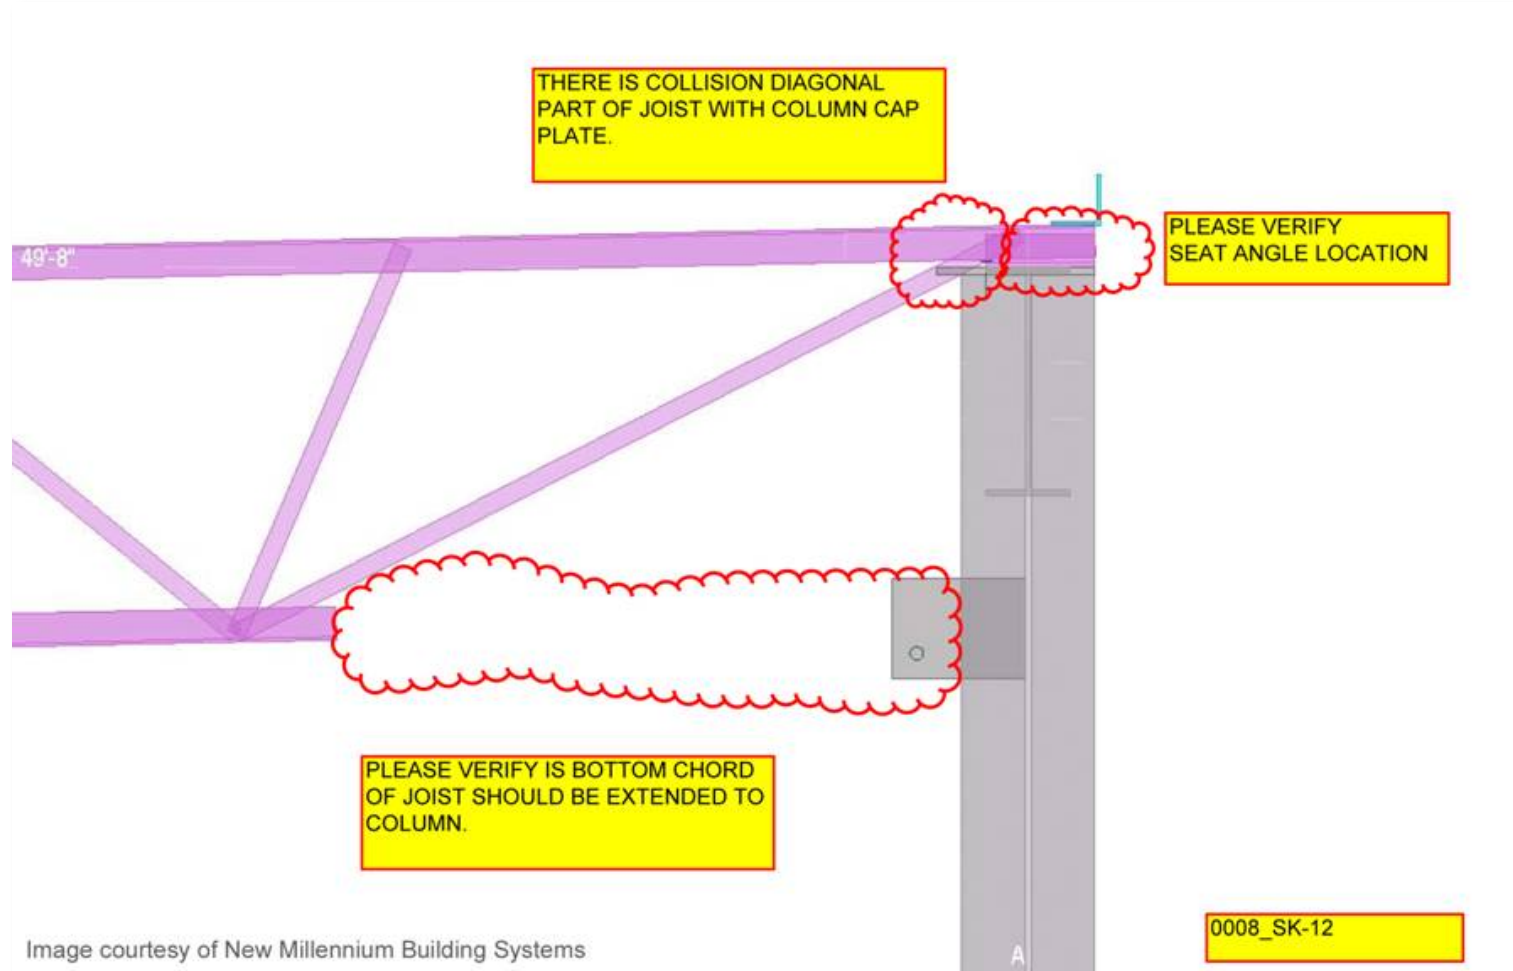 THERE IS COLLISION DIAGONAL
PART OF JOIST WITH COLUMN CAP
PLATE.
PLEASE VERIFY
SEAT ANGLE LOCATION
49'-8"
PLEASE VERIFY IS BOTTOM CHORD
OF JOIST SHOULD BE EXTENDED TO
COLUMN.
0008_SK-12
A
Image courtesy of New Millennium Building Systems